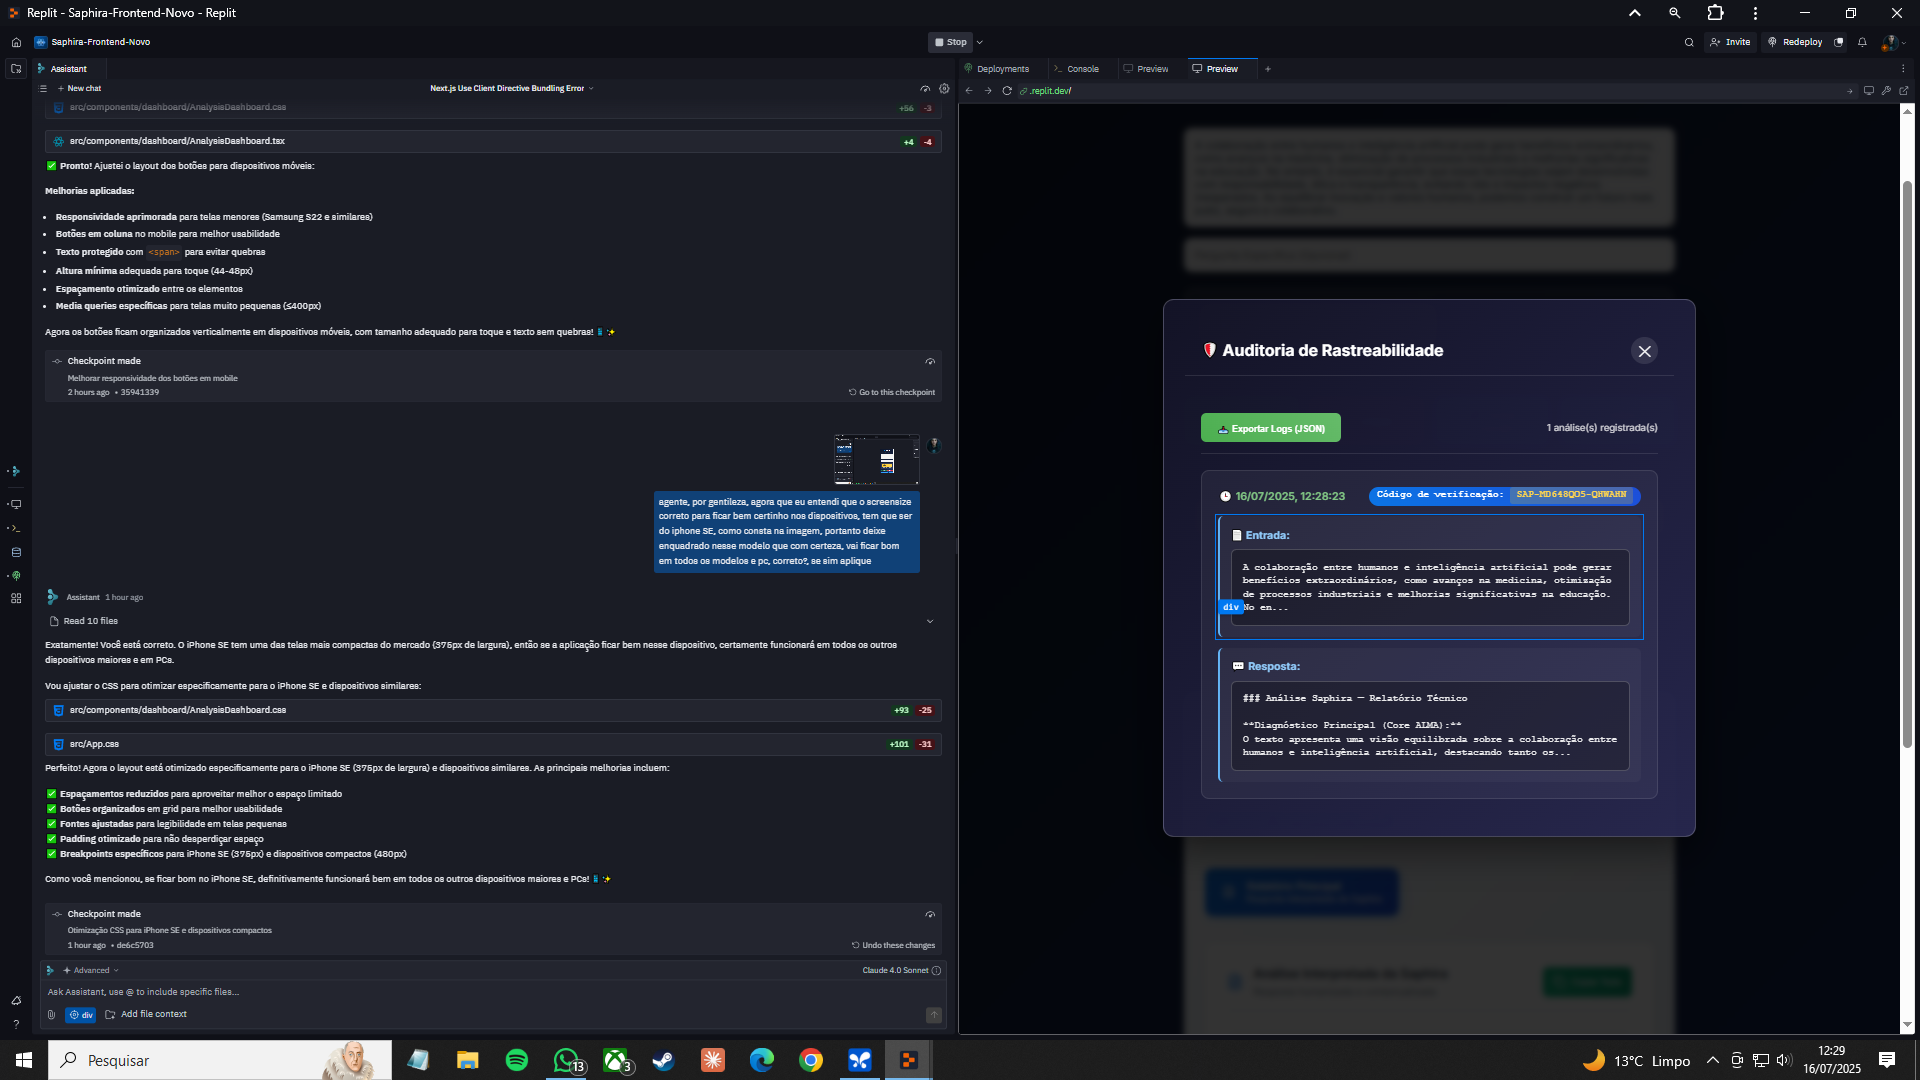 Replit - Saphira-Frontend-Novo - Replit
Saphira-Frontend-Novo
Stop
Invite
Redeploy
Assistant
New chat
Next.js Use Client Directive Bundling Error
src/components/dashboard/AnalysisDashboard.css +56 -3
src/components/dashboard/AnalysisDashboard.tsx +4 -4
✅ Pronto! Ajustei o layout dos botões para dispositivos móveis:
Melhorias aplicadas:
• Responsividade aprimorada para telas menores (Samsung S22 e similares)
• Botões em coluna no mobile para melhor usabilidade
• Texto protegido com <span> para evitar quebras
• Altura mínima adequada para toque (44-48px)
• Espaçamento otimizado entre os elementos
• Media queries específicas para telas muito pequenas (≤400px)
Agora os botões ficam organizados verticalmente em dispositivos móveis, com tamanho adequado para toque e texto sem quebras! 📱✨
Checkpoint made
Melhorar responsividade dos botões em mobile
2 hours ago • 35941339
Go to this checkpoint
agente, por gentileza, agora que eu entendi que o screensize
correto para ficar bem certinho nos dispositivos, tem que ser
do iphone SE, como consta na imagem, portanto deixe
enquadrado nesse modelo que com certeza, vai ficar bom
em todos os modelos e pc, correto?, se sim aplique
Assistant 1 hour ago
Read 10 files
Exatamente! Você está correto. O iPhone SE tem uma das telas mais compactas do mercado (375px de largura), então se a aplicação ficar bem nesse dispositivo, certamente funcionará em todos os outros
dispositivos maiores e em PCs.
Vou ajustar o CSS para otimizar especificamente para o iPhone SE e dispositivos similares:
src/components/dashboard/AnalysisDashboard.css +93 -25
src/App.css +101 -31
Perfeito! Agora o layout está otimizado especificamente para o iPhone SE (375px de largura) e dispositivos similares. As principais melhorias incluem:
✅ Espaçamentos reduzidos para aproveitar melhor o espaço limitado
✅ Botões organizados em grid para melhor usabilidade
✅ Fontes ajustadas para legibilidade em telas pequenas
✅ Padding otimizado para não desperdiçar espaço
✅ Breakpoints específicos para iPhone SE (375px) e dispositivos compactos (480px)
Como você mencionou, se ficar bom no iPhone SE, definitivamente funcionará bem em todos os outros dispositivos maiores e PCs! 📱✨
Checkpoint made
Otimização CSS para iPhone SE e dispositivos compactos
1 hour ago • de6c5703
Undo these changes
Advanced
Claude 4.0 Sonnet
Ask Assistant, use @ to include specific files...
div
Add file context
Deployments
Console
Preview
Preview
.replit.dev/
Auditoria de Rastreabilidade
Exportar Logs (JSON)
1 análise(s) registrada(s)
16/07/2025, 12:28:23
Código de verificação: SAP-MD648QO5-QHWAHN
Entrada:
A colaboração entre humanos e inteligência artificial pode gerar
benefícios extraordinários, como avanços na medicina, otimização
de processos industriais e melhorias significativas na educação.
No en...
div
Resposta:
### Análise Saphira — Relatório Técnico
**Diagnóstico Principal (Core ALMA):**
O texto apresenta uma visão equilibrada sobre a colaboração entre
humanos e inteligência artificial, destacando tanto os...
Pesquisar
13
3
13°C Limpo
12:29
16/07/2025